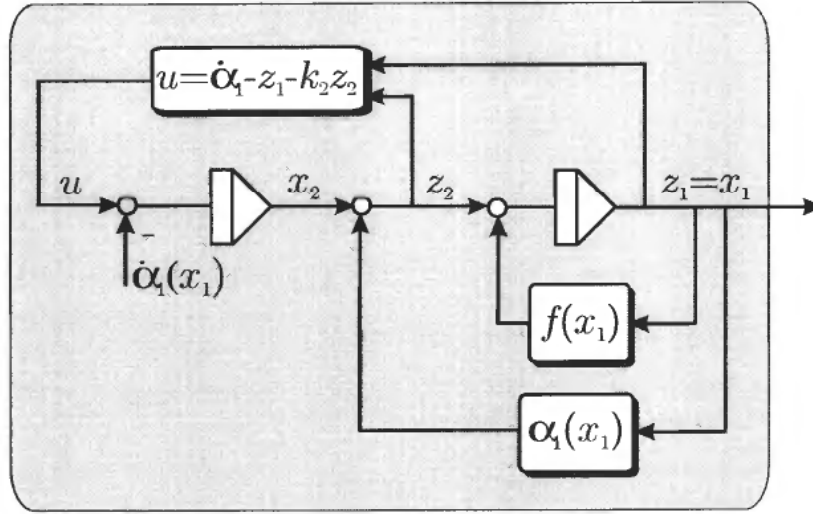 u=α̇₁-z₁-k₂z₂
u
x₂
z₂
z₁=x₁
-
α̇₁(x₁)
f(x₁)
α₁(x₁)